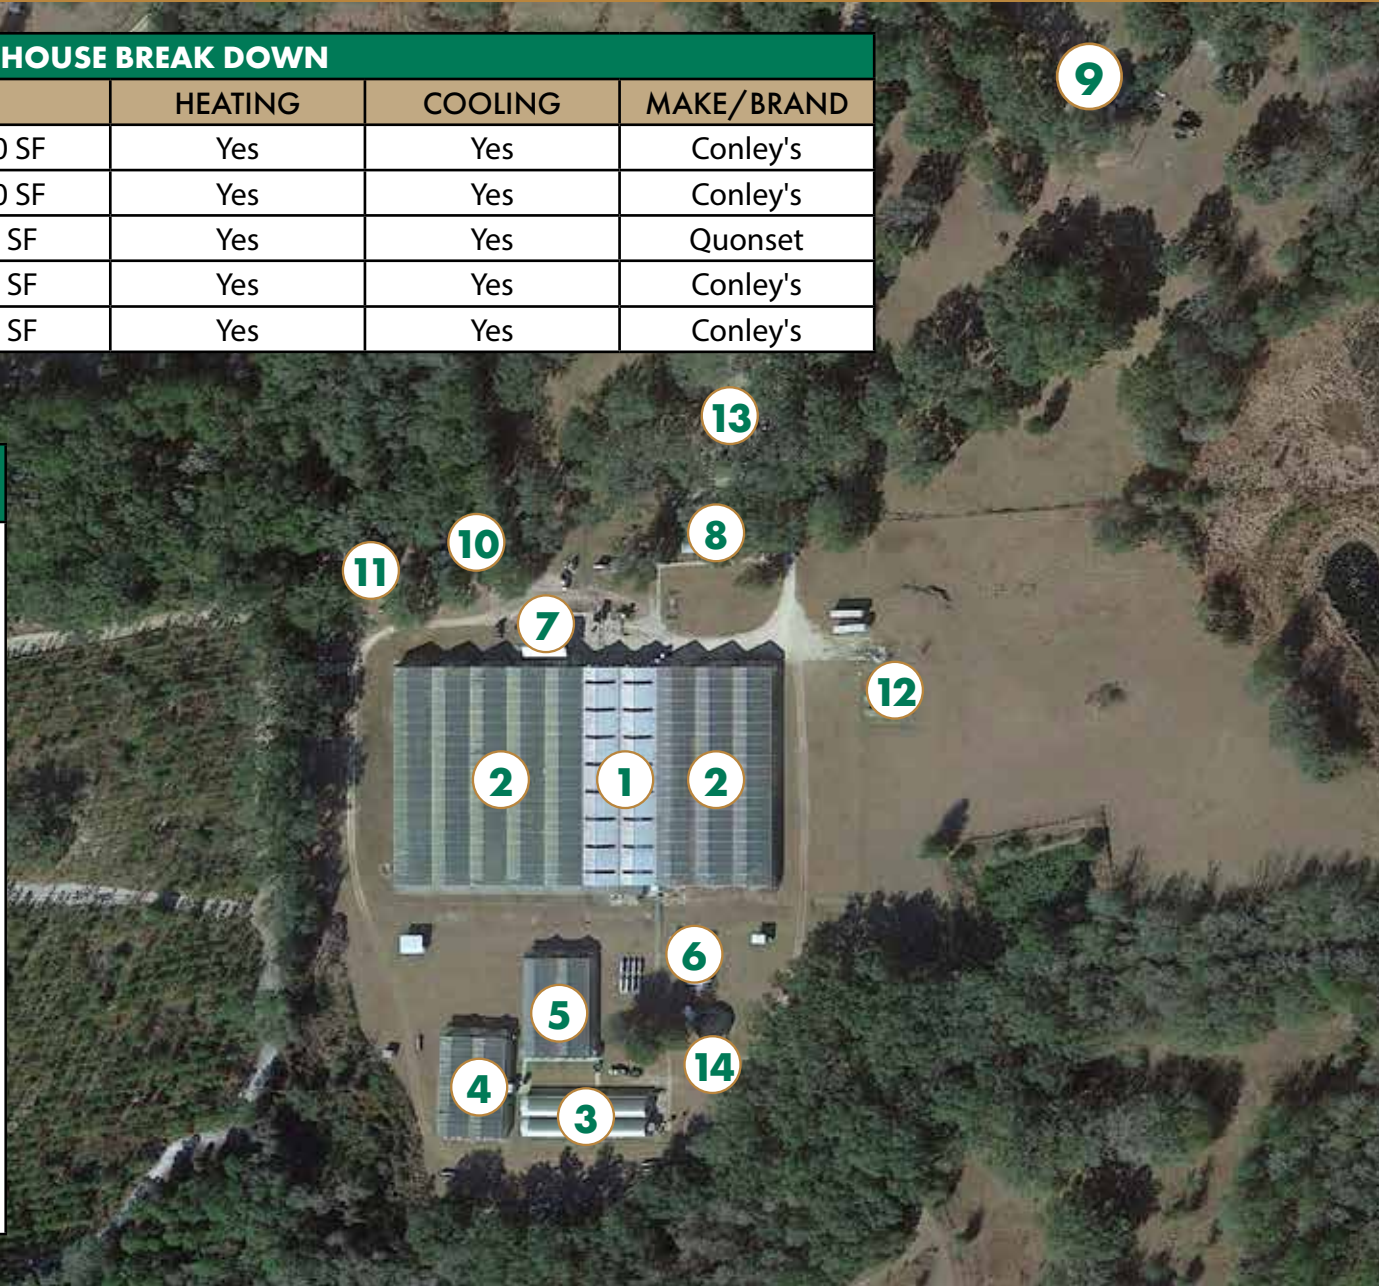 HOUSE BREAK DOWN
HEATING COOLING MAKE/BRAND
0 SF Yes Yes Conley's
0 SF Yes Yes Conley's
SF Yes Yes Quonset
SF Yes Yes Conley's
SF Yes Yes Conley's
9
13
8
10
11
7
12
2 1 2
6
5
14
4
3